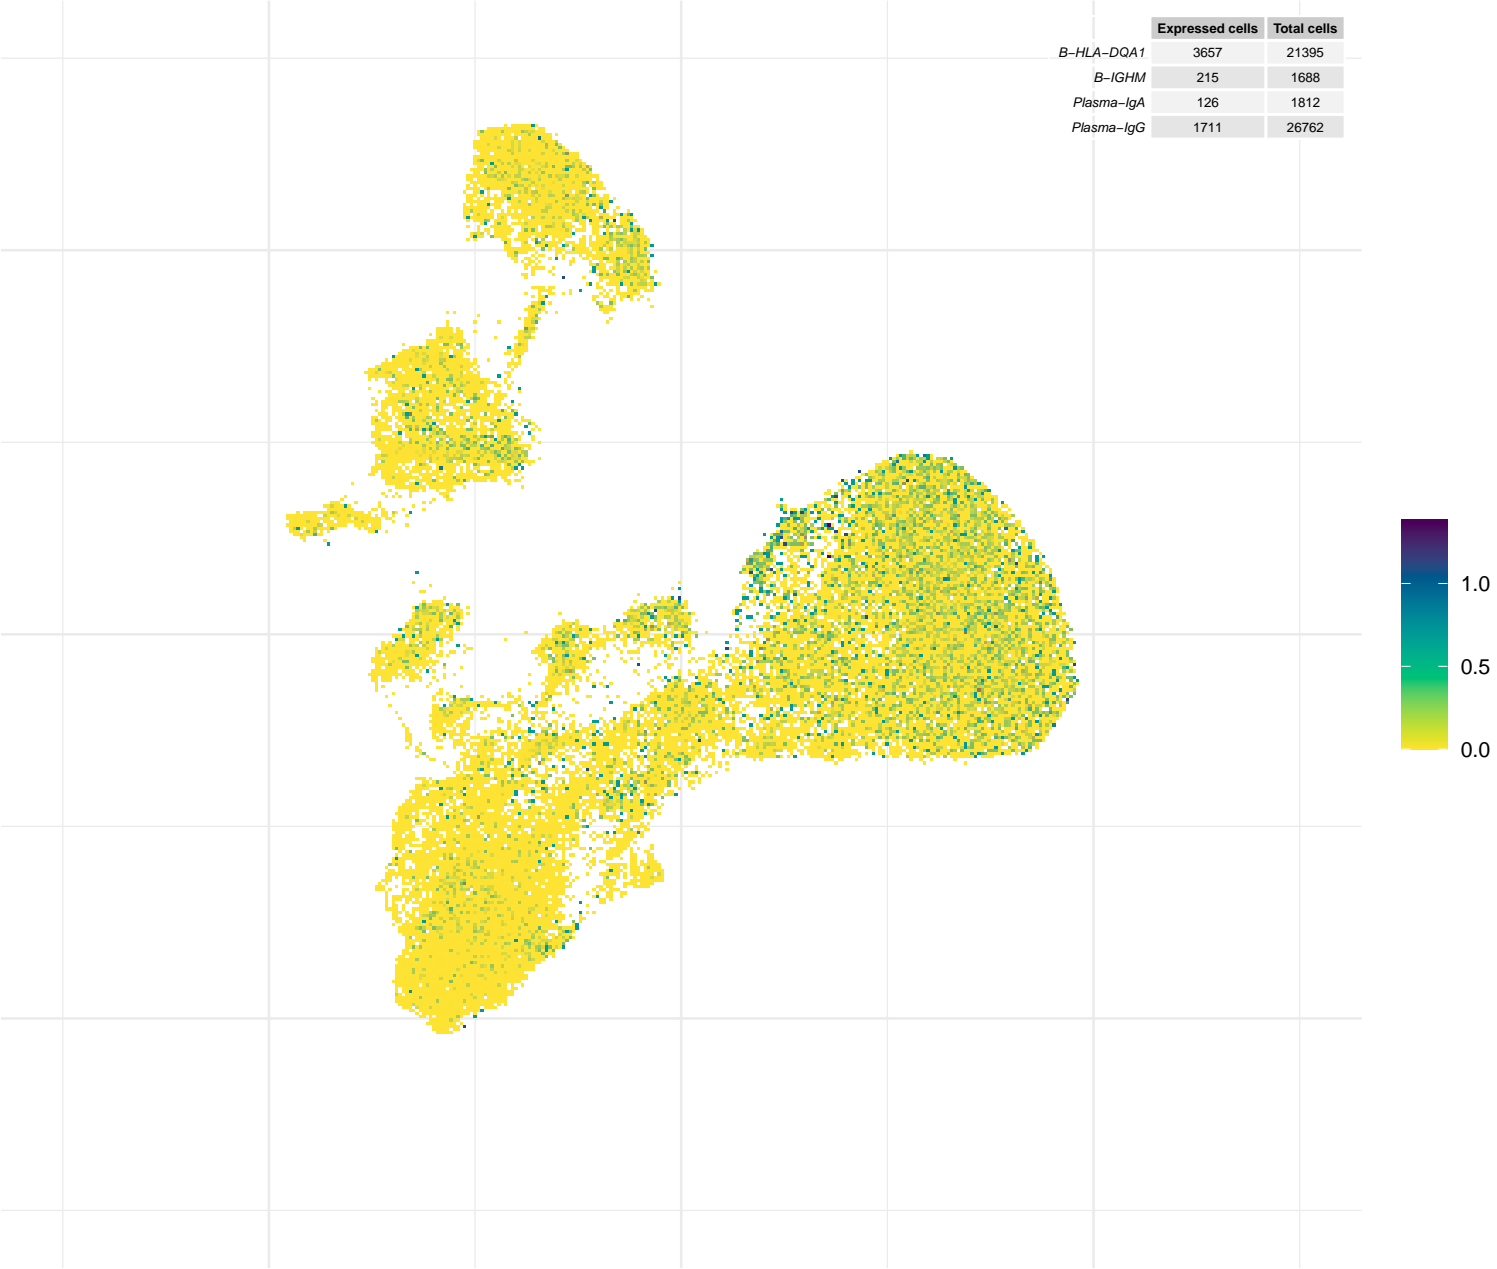 Expressed cells Total cells
B−HLA−DQA1 3657 21395
B−IGHM 215 1688
Plasma−IgA 126 1812
Plasma−IgG 1711 26762
1.0
0.5
0.0